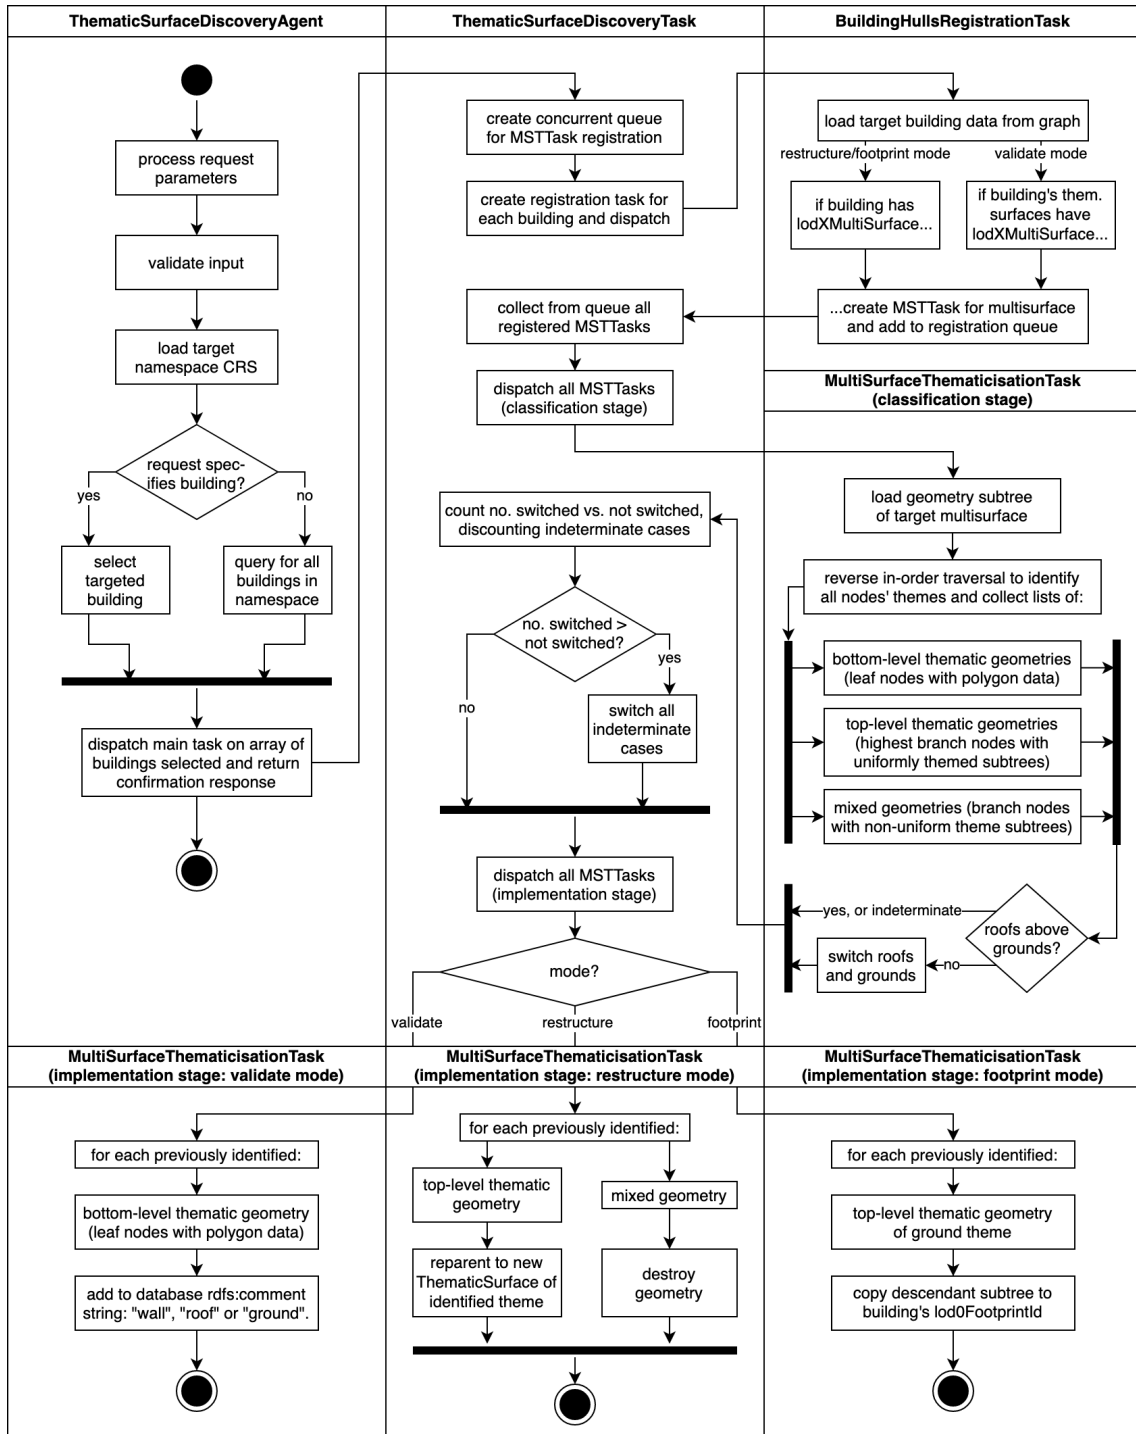 ThematicSurfaceDiscoveryAgent
process request
parameters
validate input
load target
namespace CRS
request spec-
ifies building?
yes
no
select
targeted
building
query for all
buildings in
namespace
dispatch main task on array of
buildings selected and return
confirmation response
ThematicSurfaceDiscoveryTask
create concurrent queue
for MSTTask registration
create registration task for
each building and dispatch
collect from queue all
registered MSTTasks
dispatch all MSTTasks
(classification stage)
count no. switched vs. not switched,
discounting indeterminate cases
no. switched >
not switched?
yes
no
switch all
indeterminate
cases
dispatch all MSTTasks
(implementation stage)
mode?
validate
restructure
footprint
BuildingHullsRegistrationTask
load target building data from graph
restructure/footprint mode
validate mode
if building has
lodXMultiSurface...
if building's them.
surfaces have
lodXMultiSurface...
...create MSTTask for multisurface
and add to registration queue
MultiSurfaceThematicisationTask
(classification stage)
load geometry subtree
of target multisurface
reverse in-order traversal to identify
all nodes' themes and collect lists of:
bottom-level thematic geometries
(leaf nodes with polygon data)
top-level thematic geometries
(highest branch nodes with
uniformly themed subtrees)
mixed geometries (branch nodes
with non-uniform theme subtrees)
roofs above
grounds?
yes, or indeterminate
no
switch roofs
and grounds
MultiSurfaceThematicisationTask
(implementation stage: validate mode)
for each previously identified:
bottom-level thematic geometry
(leaf nodes with polygon data)
add to database rdfs:comment
string: "wall", "roof" or "ground".
MultiSurfaceThematicisationTask
(implementation stage: restructure mode)
for each previously identified:
top-level thematic
geometry
mixed geometry
reparent to new
ThematicSurface of
identified theme
destroy
geometry
MultiSurfaceThematicisationTask
(implementation stage: footprint mode)
for each previously identified:
top-level thematic geometry
of ground theme
copy descendant subtree to
building's lod0FootprintId